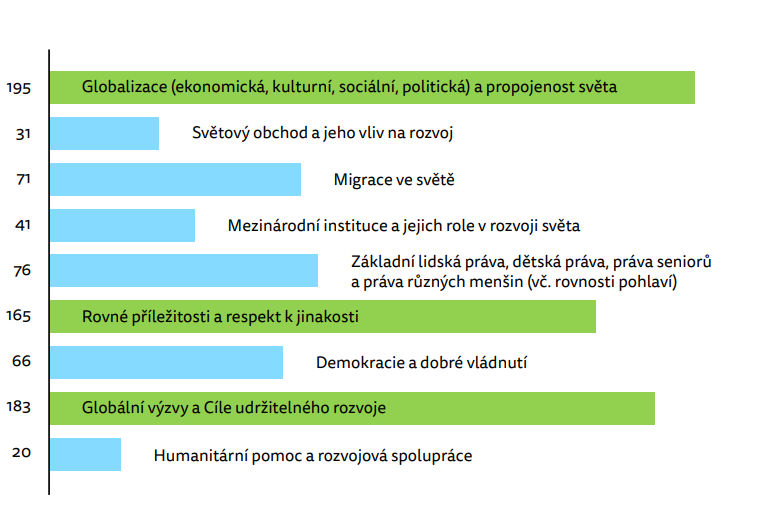 195 Globalizace (ekonomická, kulturní, sociální, politická) a propojenost světa
31 Světový obchod a jeho vliv na rozvoj
71 Migrace ve světě
41 Mezinárodní instituce a jejich role v rozvoji světa
76 Základní lidská práva, dětská práva, práva seniorů
a práva různých menšin (vč. rovnosti pohlaví)
165 Rovné příležitosti a respekt k jinakosti
66 Demokracie a dobré vládnutí
183 Globální výzvy a Cíle udržitelného rozvoje
20 Humanitární pomoc a rozvojová spolupráce